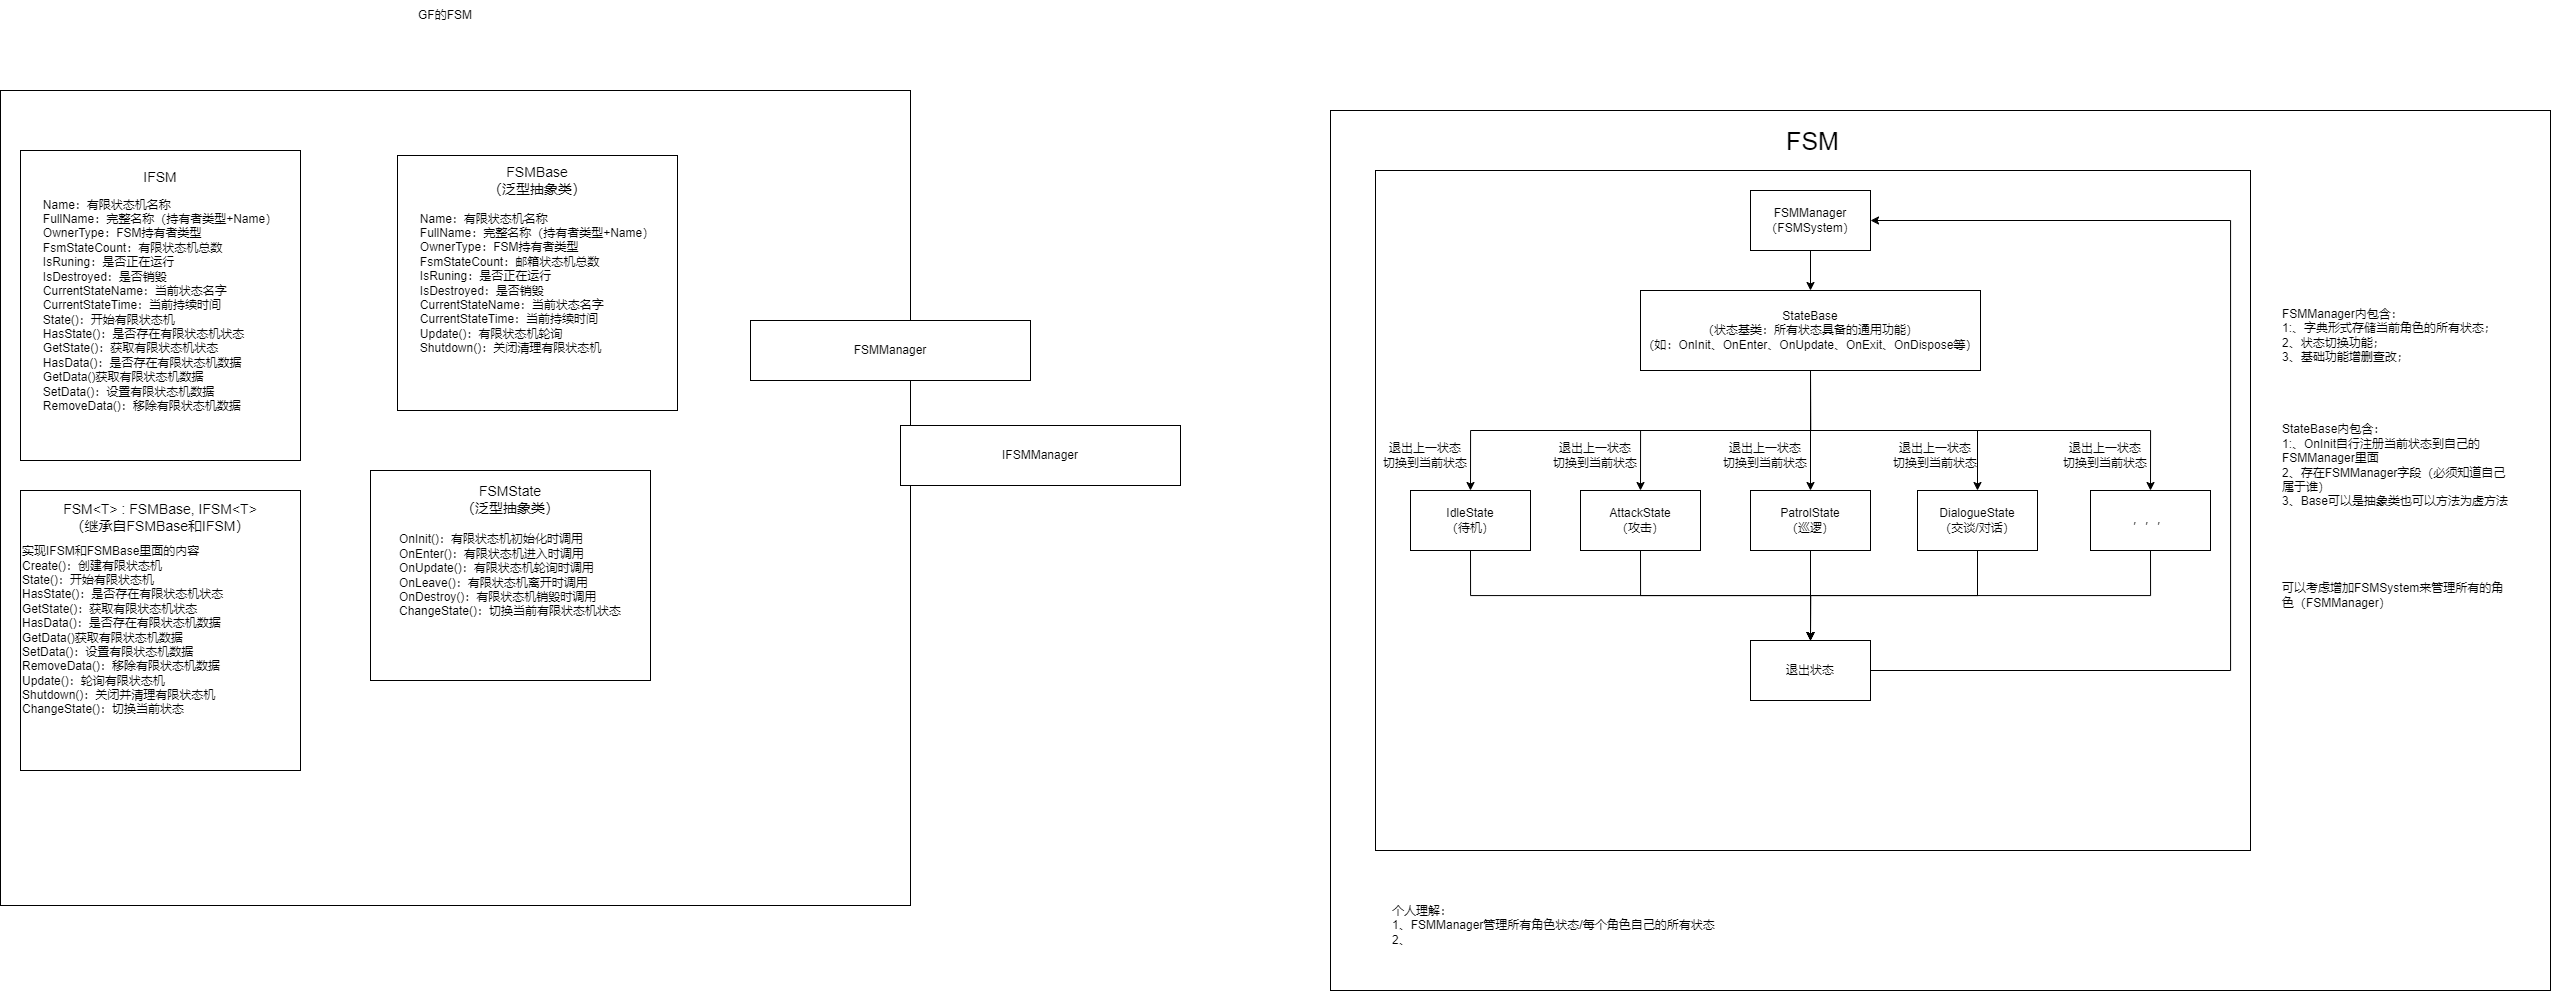 GF的FSM
IFSM
Name：有限状态机名称
FullName：完整名称（持有者类型+Name）
OwnerType：FSM持有者类型
FsmStateCount：有限状态机总数
IsRuning：是否正在运行
IsDestroyed：是否销毁
CurrentStateName：当前状态名字
CurrentStateTime：当前持续时间
State()：开始有限状态机
HasState()：是否存在有限状态机状态
GetState()：获取有限状态机状态
HasData()：是否存在有限状态机数据
GetData()获取有限状态机数据
SetData()：设置有限状态机数据
RemoveData()：移除有限状态机数据
FSMBase
（泛型抽象类）
Name：有限状态机名称
FullName：完整名称（持有者类型+Name）
OwnerType：FSM持有者类型
FsmStateCount：邮箱状态机总数
IsRuning：是否正在运行
IsDestroyed：是否销毁
CurrentStateName：当前状态名字
CurrentStateTime：当前持续时间
Update()：有限状态机轮询
Shutdown()：关闭清理有限状态机
FSMManager
IFSMManager
FSM<T> : FSMBase, IFSM<T>
（继承自FSMBase和IFSM）
实现IFSM和FSMBase里面的内容
Create()：创建有限状态机
State()：开始有限状态机
HasState()：是否存在有限状态机状态
GetState()：获取有限状态机状态
HasData()：是否存在有限状态机数据
GetData()获取有限状态机数据
SetData()：设置有限状态机数据
RemoveData()：移除有限状态机数据
Update()：轮询有限状态机
Shutdown()：关闭并清理有限状态机
ChangeState()：切换当前状态
FSMState
（泛型抽象类）
OnInit()：有限状态机初始化时调用
OnEnter()：有限状态机进入时调用
OnUpdate()：有限状态机轮询时调用
OnLeave()：有限状态机离开时调用
OnDestroy()：有限状态机销毁时调用
ChangeState()：切换当前有限状态机状态
FSM
FSMManager
（FSMSystem）
StateBase
（状态基类：所有状态具备的通用功能）
（如：OnInit、OnEnter、OnUpdate、OnExit、OnDispose等）
退出上一状态
切换到当前状态
退出上一状态
切换到当前状态
退出上一状态
切换到当前状态
退出上一状态
切换到当前状态
退出上一状态
切换到当前状态
IdleState
（待机）
AttackState
（攻击）
PatrolState
（巡逻）
DialogueState
（交谈/对话）
，，，
退出状态
FSMManager内包含：
1:、字典形式存储当前角色的所有状态；
2、状态切换功能；
3、基础功能增删查改；
StateBase内包含：
1:、OnInit自行注册当前状态到自己的
FSMManager里面
2、存在FSMManager字段（必须知道自己
属于谁）
3、Base可以是抽象类也可以方法为虚方法
可以考虑增加FSMSystem来管理所有的角
色（FSMManager）
个人理解：
1、FSMManager管理所有角色状态/每个角色自己的所有状态
2、